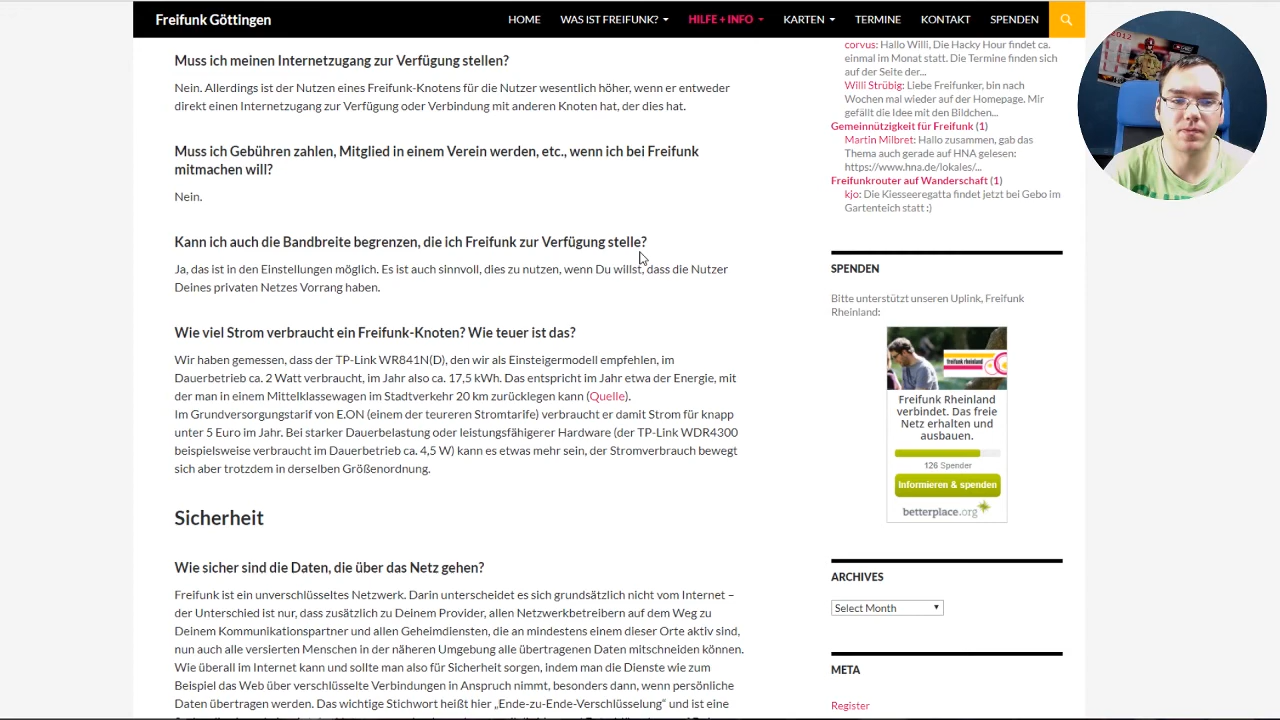 Freifunk Göttingen
HOME
WAS IST FREIFUNK?
HILFE + INFO
KARTEN
TERMINE
KONTAKT
SPENDEN
Muss ich meinen Internetzugang zur Verfügung stellen?
Nein. Allerdings ist der Nutzen eines Freifunk-Knotens für die Nutzer wesentlich höher, wenn er entweder
direkt einen Internetzugang zur Verfügung oder Verbindung mit anderen Knoten hat, der dies hat.
Muss ich Gebühren zahlen, Mitglied in einem Verein werden, etc., wenn ich bei Freifunk
mitmachen will?
Nein.
Kann ich auch die Bandbreite begrenzen, die ich Freifunk zur Verfügung stelle?
Ja, das ist in den Einstellungen möglich. Es ist auch sinnvoll, dies zu nutzen, wenn Du willst, dass die Nutzer
Deines privaten Netzes Vorrang haben.
Wie viel Strom verbraucht ein Freifunk-Knoten? Wie teuer ist das?
Wir haben gemessen, dass der TP-Link WR841N(D), den wir als Einsteigermodell empfehlen, im
Dauerbetrieb ca. 2 Watt verbraucht, im Jahr also ca. 17,5 kWh. Das entspricht im Jahr etwa der Energie, mit
der man in einem Mittelklassewagen im Stadtverkehr 20 km zurücklegen kann (Quelle).
Im Grundversorgungstarif von E.ON (einem der teureren Stromtarife) verbraucht er damit Strom für knapp
unter 5 Euro im Jahr. Bei starker Dauerbelastung oder leistungsfähigerer Hardware (der TP-Link WDR4300
beispielsweise verbraucht im Dauerbetrieb ca. 4,5 W) kann es etwas mehr sein, der Stromverbrauch bewegt
sich aber trotzdem in derselben Größenordnung.
Sicherheit
Wie sicher sind die Daten, die über das Netz gehen?
Freifunk ist ein unverschlüsseltes Netzwerk. Darin unterscheidet es sich grundsätzlich nicht vom Internet –
der Unterschied ist nur, dass zusätzlich zu Deinem Provider, allen Netzwerkbetreibern auf dem Weg zu
Deinem Kommunikationspartner und allen Geheimdiensten, die an mindestens einem dieser Orte aktiv sind,
nun auch alle versierten Menschen in der näheren Umgebung alle übertragenen Daten mitschneiden können.
Wie überall im Internet kann und sollte man also für Sicherheit sorgen, indem man die Dienste wie zum
Beispiel das Web über verschlüsselte Verbindungen in Anspruch nimmt, besonders dann, wenn persönliche
Daten übertragen werden. Das wichtige Stichwort heißt hier „Ende-zu-Ende-Verschlüsselung“ und ist eine
corvus: Hallo Willi, Die Hacky Hour findet ca.
einmal im Monat statt. Die Termine finden sich
auf der Seite der...
Willi Strübig: Liebe Freifunker, bin nach
Wochen mal wieder auf der Homepage. Mir
gefällt die Idee mit den Bildchen...
Gemeinnützigkeit für Freifunk (1)
Martin Milbret: Hallo zusammen, gab das
Thema auch gerade auf HNA gelesen:
https://www.hna.de/lokales/...
Freifunkrouter auf Wanderschaft (1)
kjo: Die Kiesseeregatta findet jetzt bei Gebo im
Gartenteich statt :)
SPENDEN
Bitte unterstützt unseren Uplink, Freifunk
Rheinland:
freifunk rheinland
Freifunk Rheinland
verbindet. Das freie
Netz erhalten und
ausbauen.
126 Spender
Informieren & spenden
betterplace.org
ARCHIVES
Select Month
META
Register
2012